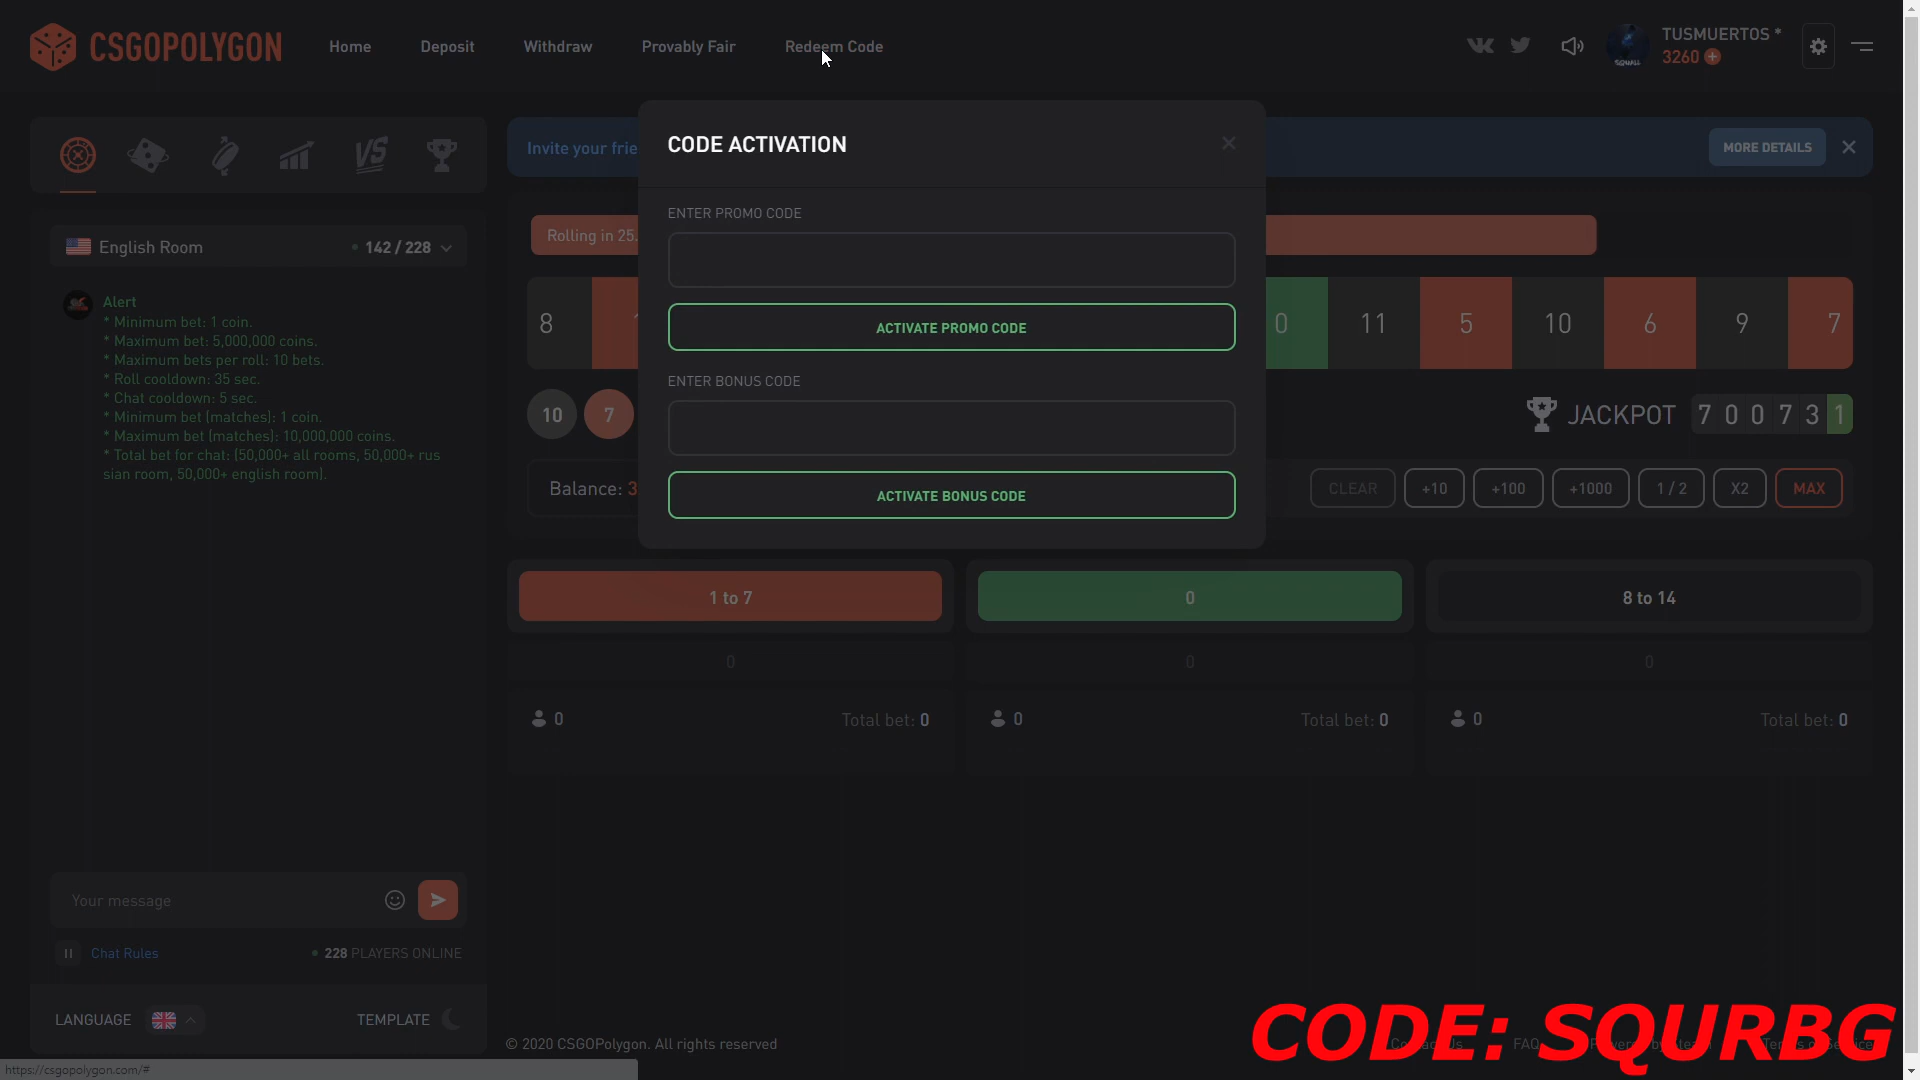 CSGOPOLYGON
Home
Deposit
Withdraw
Provably Fair
Redeem Code
TUSMUERTOS *
3260
SQUALL
VS
CODE ACTIVATION
Invite your frie
MORE DETAILS
ENTER PROMO CODE
Rolling in 25.
English Room
142 / 228
ACTIVATE PROMO CODE
8
0
11
5
10
6
9
7
Alert
* Minimum bet: 1 coin.
* Maximum bet: 5,000,000 coins.
* Maximum bets per roll: 10 bets.
* Roll cooldown: 35 sec.
* Chat cooldown: 5 sec.
* Minimum bet (matches): 1 coin.
* Maximum bet (matches): 10,000,000 coins.
* Total bet for chat: (50,000+ all rooms, 50,000+ rus
sian room, 50,000+ english room).
ENTER BONUS CODE
10
7
JACKPOT
7 0 0 7 3 1
Balance: 3
ACTIVATE BONUS CODE
CLEAR
+10
+100
+1000
1 / 2
X2
MAX
1 to 7
0
8 to 14
0
0
0
0
Total bet: 0
0
Total bet: 0
0
Total bet: 0
Your message
Chat Rules
228 PLAYERS ONLINE
LANGUAGE
TEMPLATE
© 2020 CSGOPolygon. All rights reserved
FAQ
CODE: SQURBG
https://csgopolygon.com/#